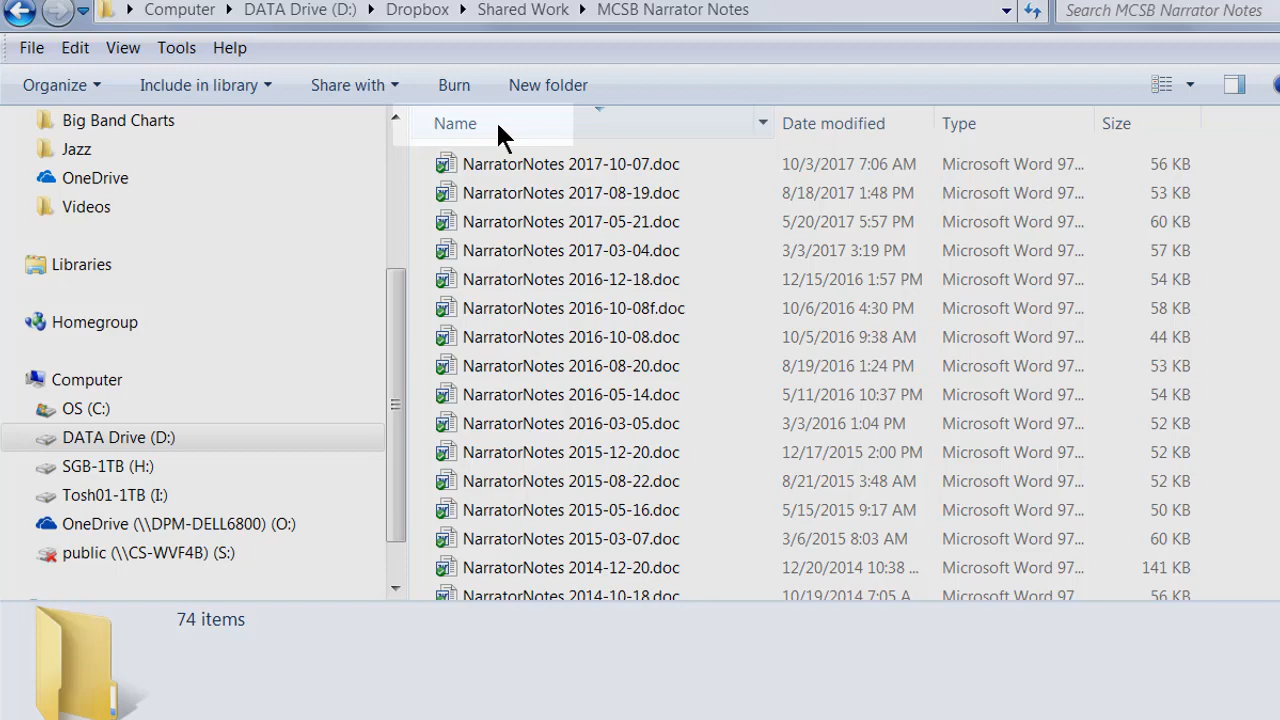 Computer ▸ DATA Drive (D:) ▸ Dropbox ▸ Shared Work ▸ MCSB Narrator Notes
Search MCSB Narrator Notes
File Edit View Tools Help
Organize Include in library Share with Burn New folder
Big Band Charts
Jazz
OneDrive
Videos
Libraries
Homegroup
Computer
OS (C:)
DATA Drive (D:)
SGB-1TB (H:)
Tosh01-1TB (I:)
OneDrive (\\DPM-DELL6800) (O:)
public (\\CS-WVF4B) (S:)
Name Date modified Type Size
NarratorNotes 2017-10-07.doc 10/3/2017 7:06 AM Microsoft Word 97... 56 KB
NarratorNotes 2017-08-19.doc 8/18/2017 1:48 PM Microsoft Word 97... 53 KB
NarratorNotes 2017-05-21.doc 5/20/2017 5:57 PM Microsoft Word 97... 60 KB
NarratorNotes 2017-03-04.doc 3/3/2017 3:19 PM Microsoft Word 97... 57 KB
NarratorNotes 2016-12-18.doc 12/15/2016 1:57 PM Microsoft Word 97... 54 KB
NarratorNotes 2016-10-08f.doc 10/6/2016 4:30 PM Microsoft Word 97... 58 KB
NarratorNotes 2016-10-08.doc 10/5/2016 9:38 AM Microsoft Word 97... 44 KB
NarratorNotes 2016-08-20.doc 8/19/2016 1:24 PM Microsoft Word 97... 53 KB
NarratorNotes 2016-05-14.doc 5/11/2016 10:37 PM Microsoft Word 97... 54 KB
NarratorNotes 2016-03-05.doc 3/3/2016 1:04 PM Microsoft Word 97... 52 KB
NarratorNotes 2015-12-20.doc 12/17/2015 2:00 PM Microsoft Word 97... 52 KB
NarratorNotes 2015-08-22.doc 8/21/2015 3:48 AM Microsoft Word 97... 52 KB
NarratorNotes 2015-05-16.doc 5/15/2015 9:17 AM Microsoft Word 97... 50 KB
NarratorNotes 2015-03-07.doc 3/6/2015 8:03 AM Microsoft Word 97... 60 KB
NarratorNotes 2014-12-20.doc 12/20/2014 10:38 ... Microsoft Word 97... 141 KB
NarratorNotes 2014-10-18.doc 10/19/2014 7:05 A... Microsoft Word 97... 56 KB
74 items